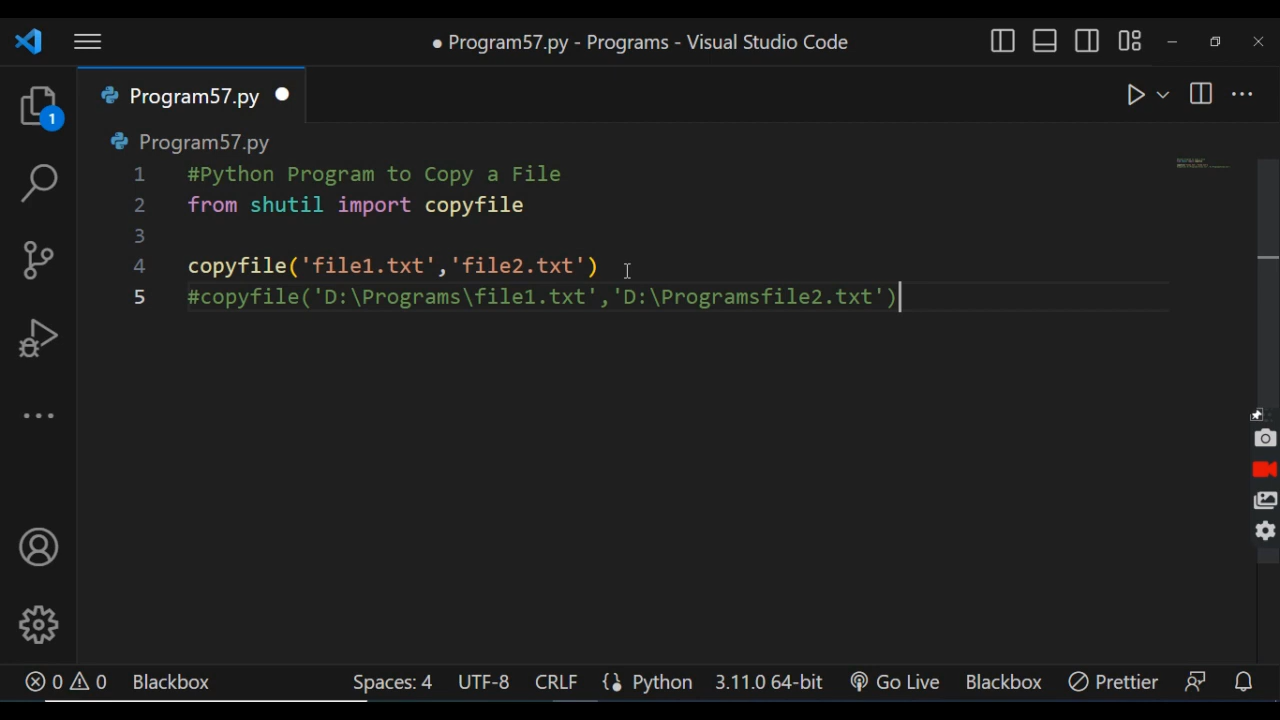 Program57.py - Programs - Visual Studio Code
Program57.py
1
Program57.py
1 #Python Program to Copy a File
2 from shutil import copyfile
3
4 copyfile('file1.txt','file2.txt')
5 #copyfile('D:\Programs\file1.txt','D:\Programsfile2.txt')
0 0 Blackbox Spaces: 4 UTF-8 CRLF Python 3.11.0 64-bit Go Live Blackbox Prettier